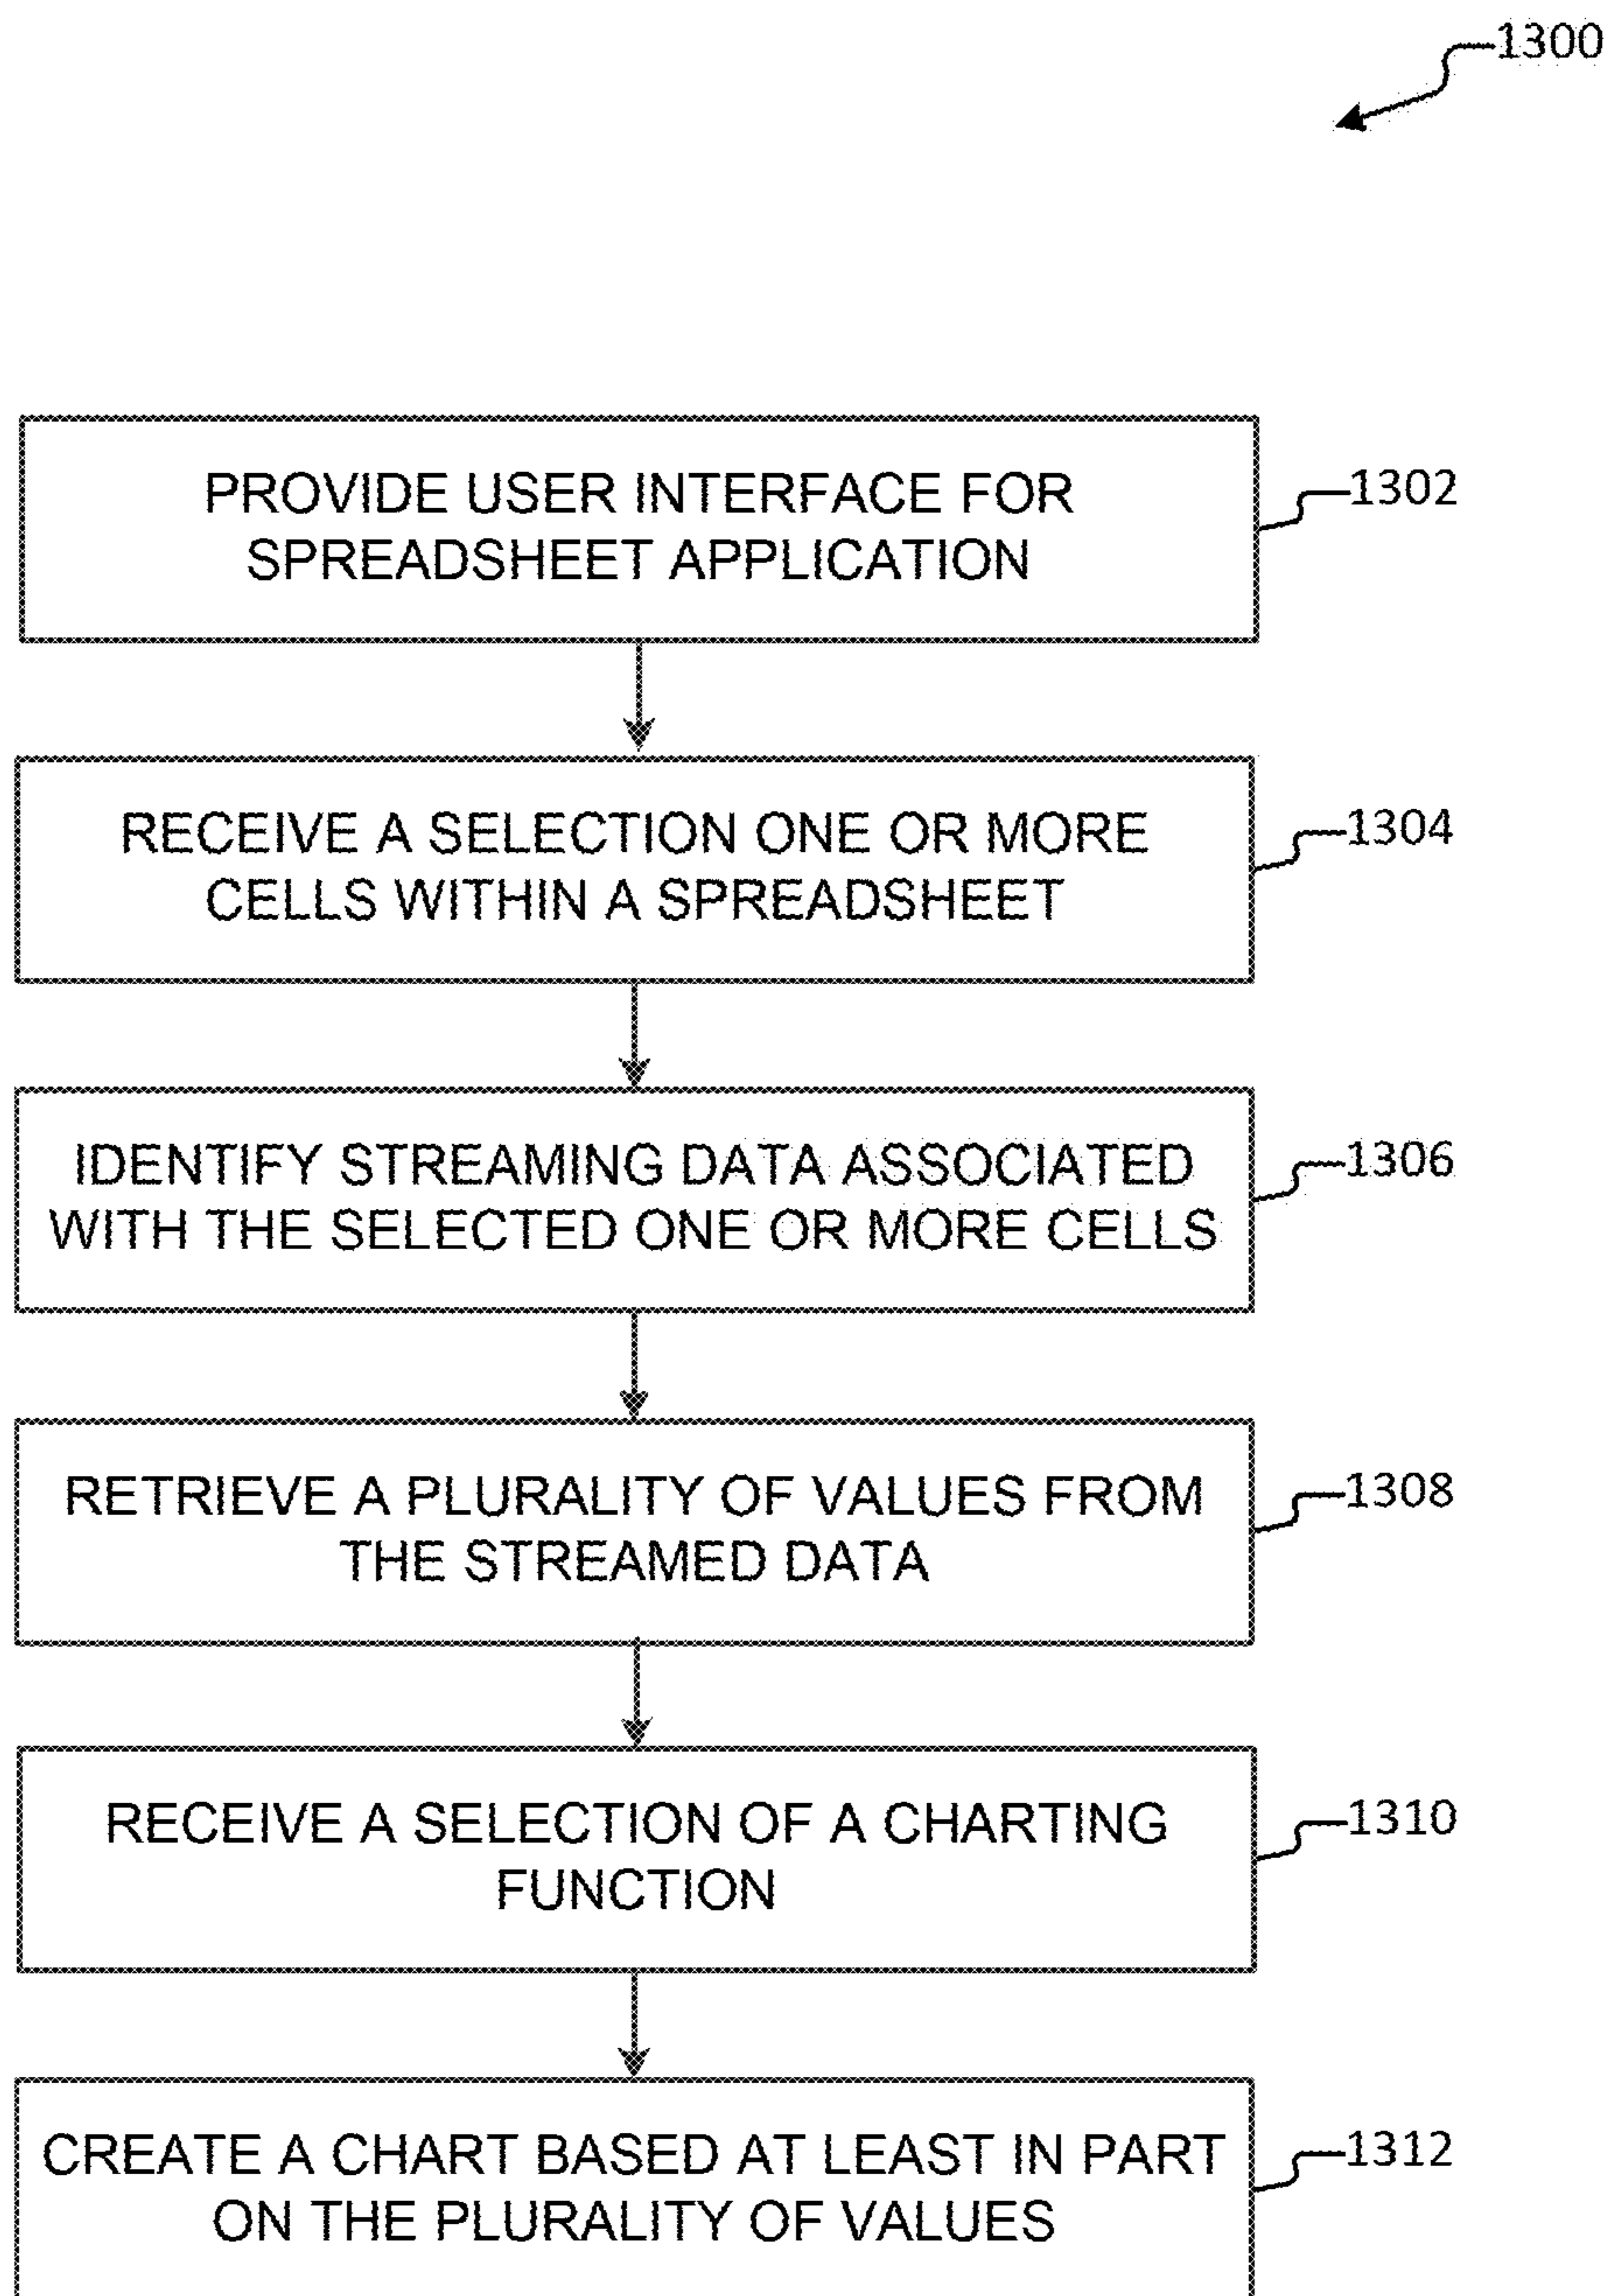 1300
PROVIDE USER INTERFACE FOR
SPREADSHEET APPLICATION
1302
RECEIVE A SELECTION ONE OR MORE
CELLS WITHIN A SPREADSHEET
1304
IDENTIFY STREAMING DATA ASSOCIATED
WITH THE SELECTED ONE OR MORE CELLS
1306
RETRIEVE A PLURALITY OF VALUES FROM
THE STREAMED DATA
1308
RECEIVE A SELECTION OF A CHARTING
FUNCTION
1310
CREATE A CHART BASED AT LEAST IN PART
ON THE PLURALITY OF VALUES
1312